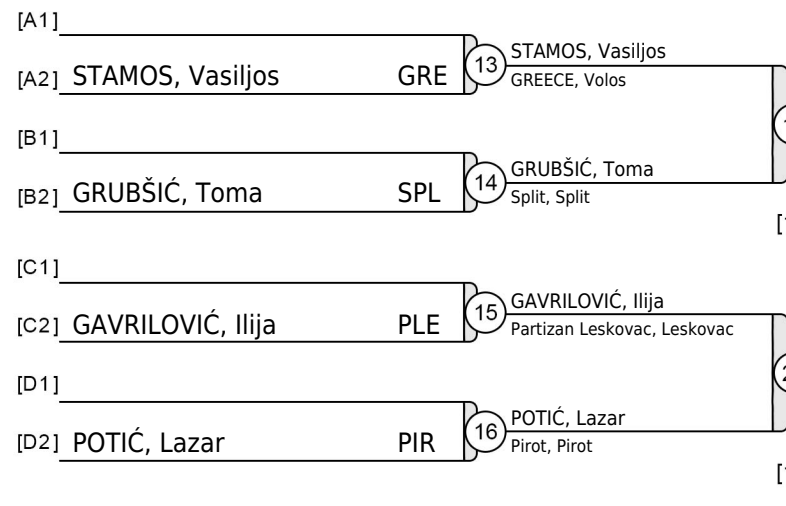 [A1]
[A2] STAMOS, Vasiljos GRE
13
STAMOS, Vasiljos
GREECE, Volos
[B1]
[B2] GRUBŠIĆ, Toma SPL
14
GRUBŠIĆ, Toma
Split, Split
[C1]
[C2] GAVRILOVIĆ, Ilija PLE
15
GAVRILOVIĆ, Ilija
Partizan Leskovac, Leskovac
[D1]
[D2] POTIĆ, Lazar PIR
16
POTIĆ, Lazar
Pirot, Pirot